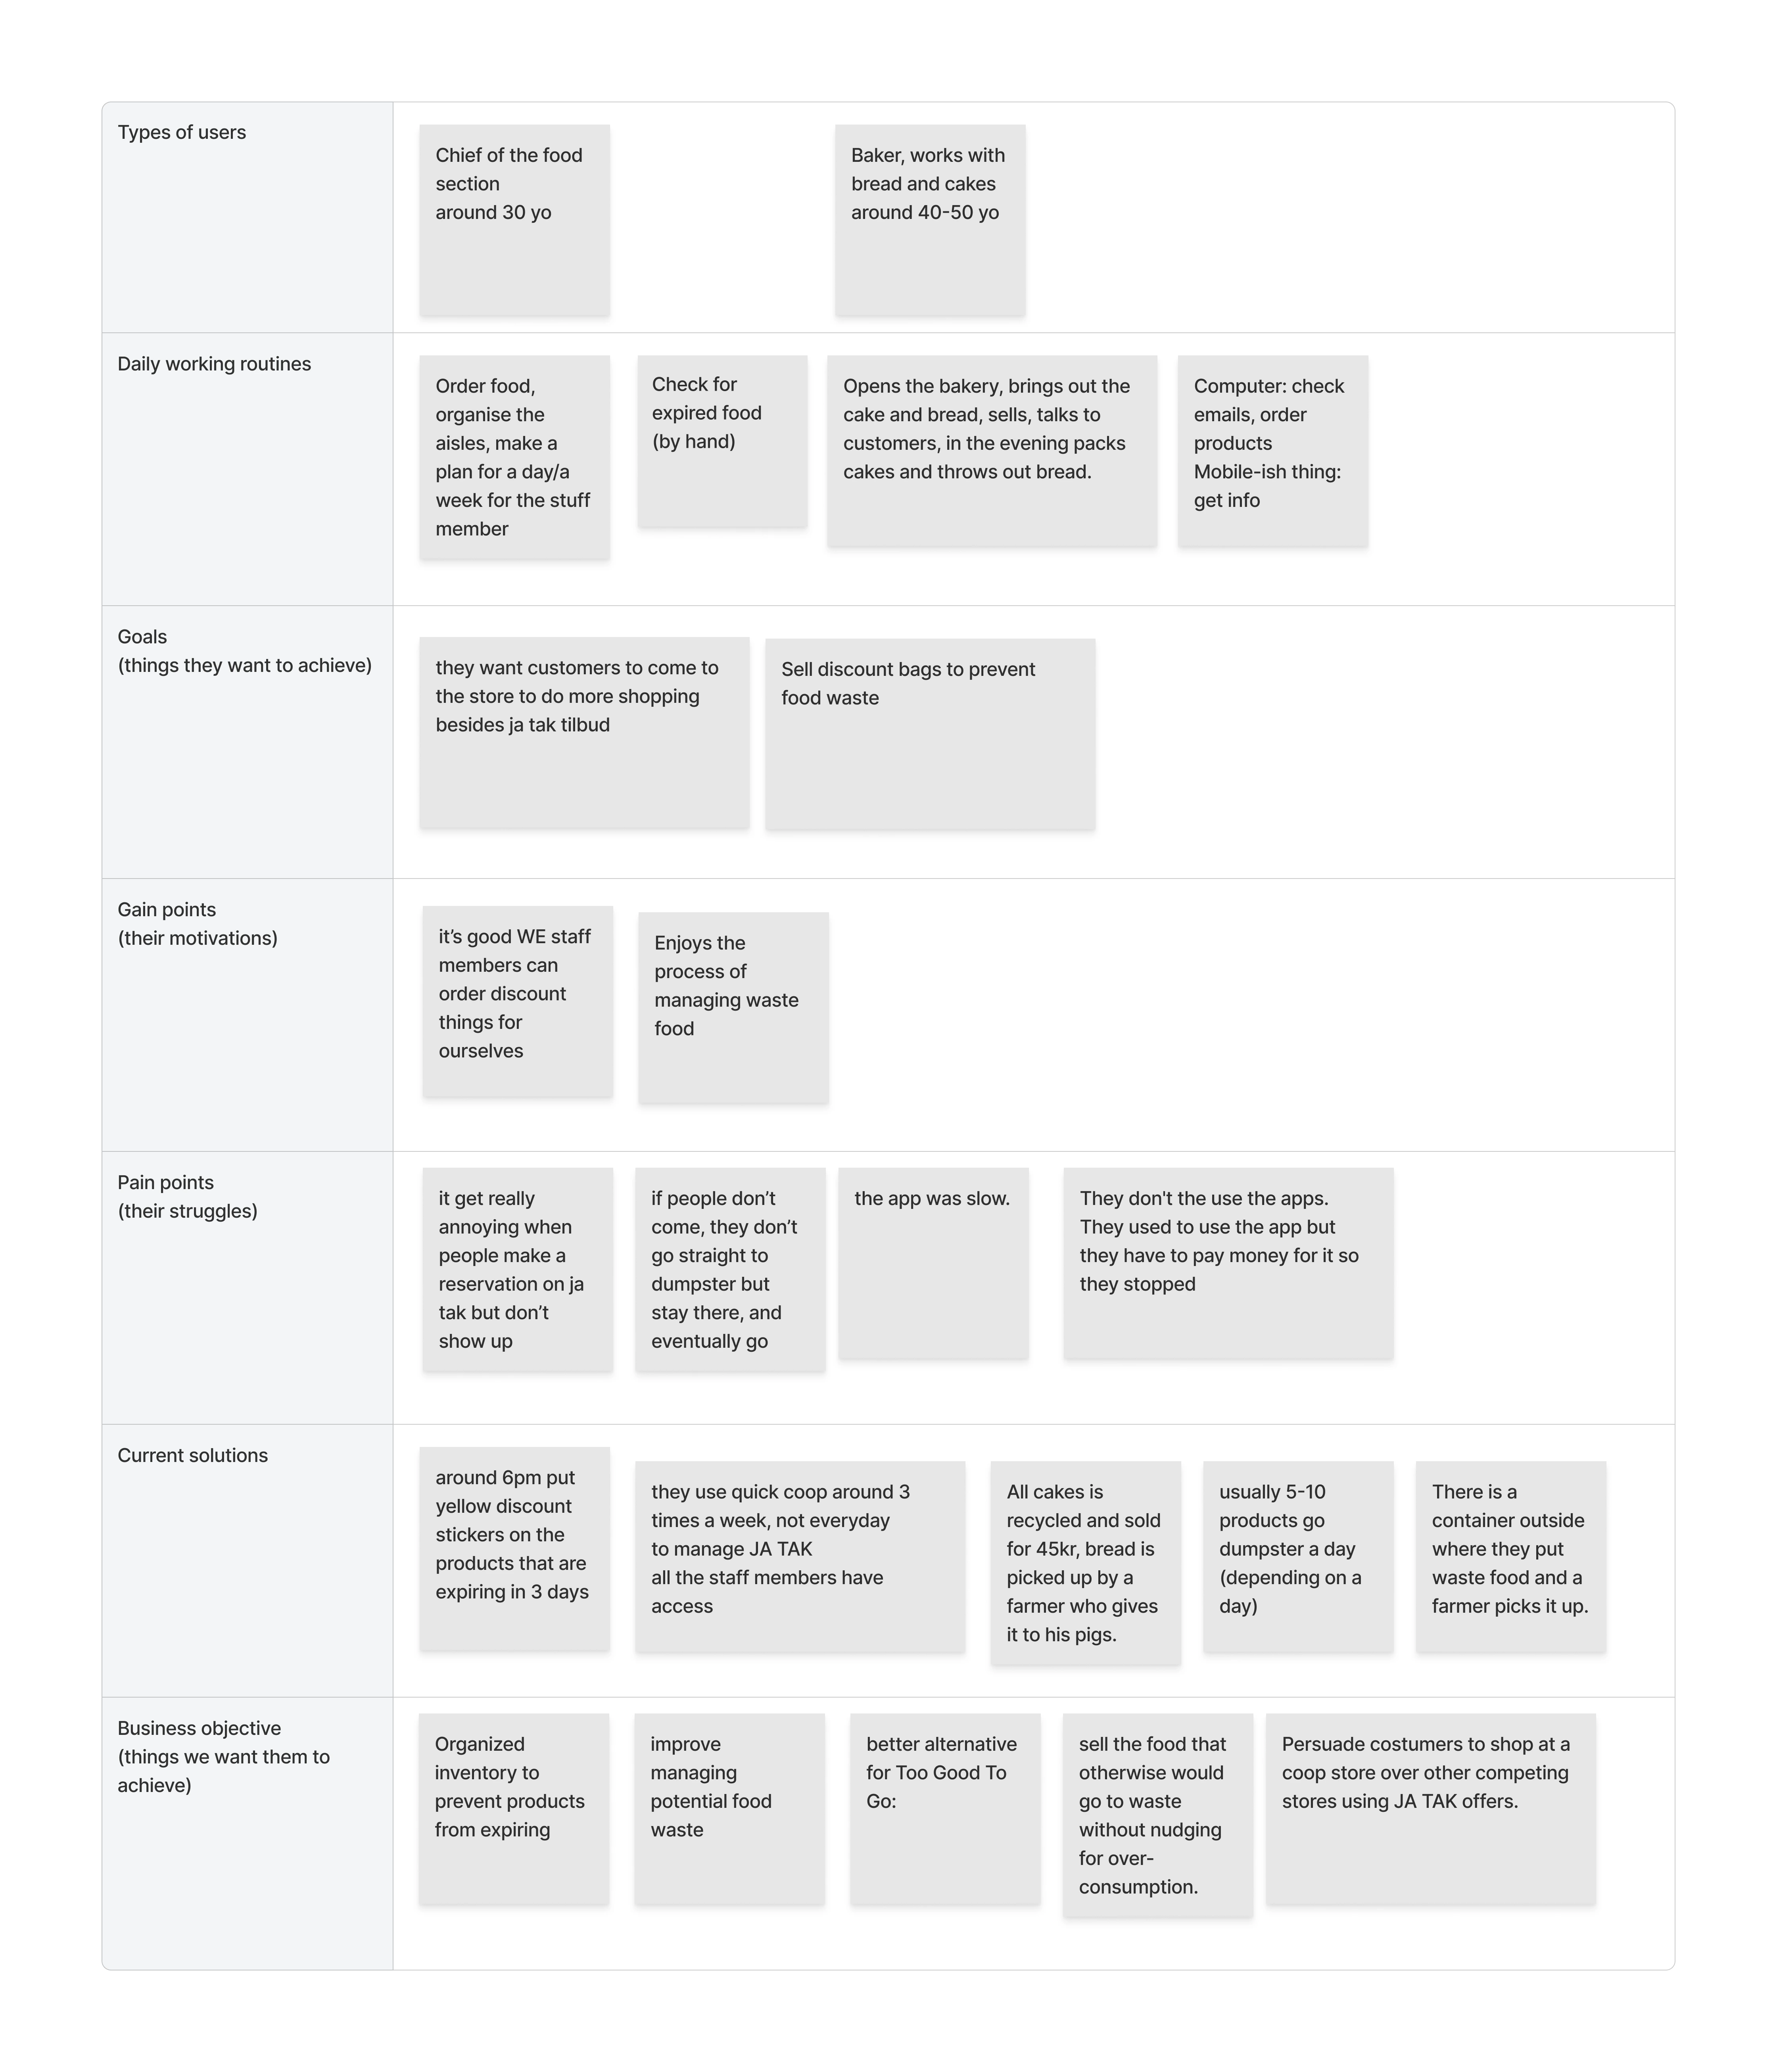 Types of users
Chief of the food
section
around 30 yo
Baker, works with
bread and cakes
around 40-50 yo
Daily working routines
Order food,
organise the
aisles, make a
plan for a day/a
week for the stuff
member
Check for
expired food
(by hand)
Opens the bakery, brings out the
cake and bread, sells, talks to
customers, in the evening packs
cakes and throws out bread.
Computer: check
emails, order
products
Mobile-ish thing:
get info
Goals
(things they want to achieve)
they want customers to come to
the store to do more shopping
besides ja tak tilbud
Sell discount bags to prevent
food waste
Gain points
(their motivations)
it’s good WE staff
members can
order discount
things for
ourselves
Enjoys the
process of
managing waste
food
Pain points
(their struggles)
it get really
annoying when
people make a
reservation on ja
tak but don’t
show up
if people don’t
come, they don’t
go straight to
dumpster but
stay there, and
eventually go
the app was slow.
They don't the use the apps.
They used to use the app but
they have to pay money for it so
they stopped
Current solutions
around 6pm put
yellow discount
stickers on the
products that are
expiring in 3 days
they use quick coop around 3
times a week, not everyday
to manage JA TAK
all the staff members have
access
All cakes is
recycled and sold
for 45kr, bread is
picked up by a
farmer who gives
it to his pigs.
usually 5-10
products go
dumpster a day
(depending on a
day)
There is a
container outside
where they put
waste food and a
farmer picks it up.
Business objective
(things we want them to
achieve)
Organized
inventory to
prevent products
from expiring
improve
managing
potential food
waste
better alternative
for Too Good To
Go:
sell the food that
otherwise would
go to waste
without nudging
for over-
consumption.
Persuade costumers to shop at a
coop store over other competing
stores using JA TAK offers.